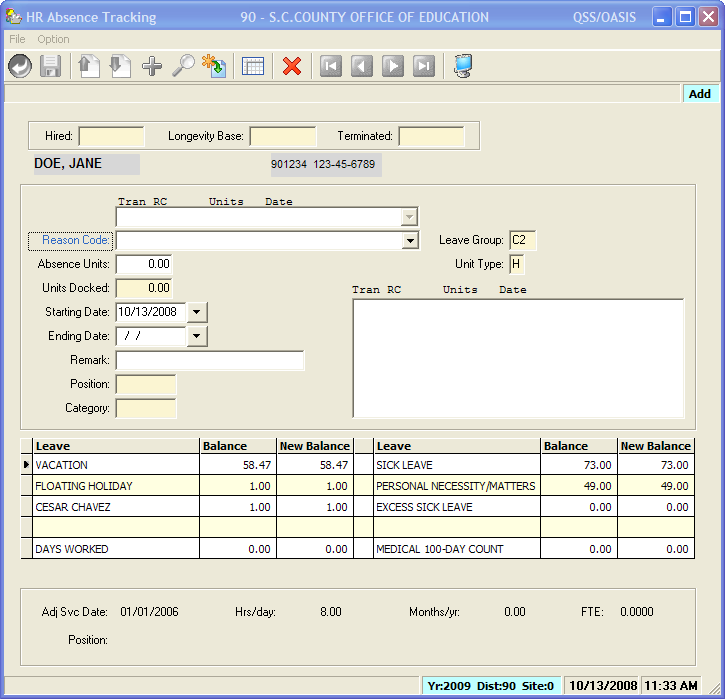 HR Absence Tracking 90 - S.C.COUNTY OFFICE OF EDUCATION QSS/OASIS
File Option
Add
Hired: Longevity Base: Terminated:
DOE, JANE 901234 123-45-6789
Tran RC Units Date
Reason Code: Leave Group: C2
Absence Units: 0.00 Unit Type: H
Units Docked: 0.00
Tran RC Units Date
Starting Date: 10/13/2008
Ending Date: / /
Remark:
Position:
Category:
Leave Balance New Balance Leave Balance New Balance
VACATION 58.47 58.47 SICK LEAVE 73.00 73.00
FLOATING HOLIDAY 1.00 1.00 PERSONAL NECESSITY/MATTERS 49.00 49.00
CESAR CHAVEZ 1.00 1.00 EXCESS SICK LEAVE 0.00 0.00
DAYS WORKED 0.00 0.00 MEDICAL 100-DAY COUNT 0.00 0.00
Adj Svc Date: 01/01/2006 Hrs/day: 8.00 Months/yr: 0.00 FTE: 0.0000
Position:
Yr:2009 Dist:90 Site:0 10/13/2008 11:33 AM